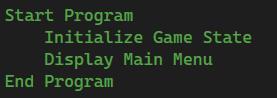 Start Program
    Initialize Game State
    Display Main Menu
End Program